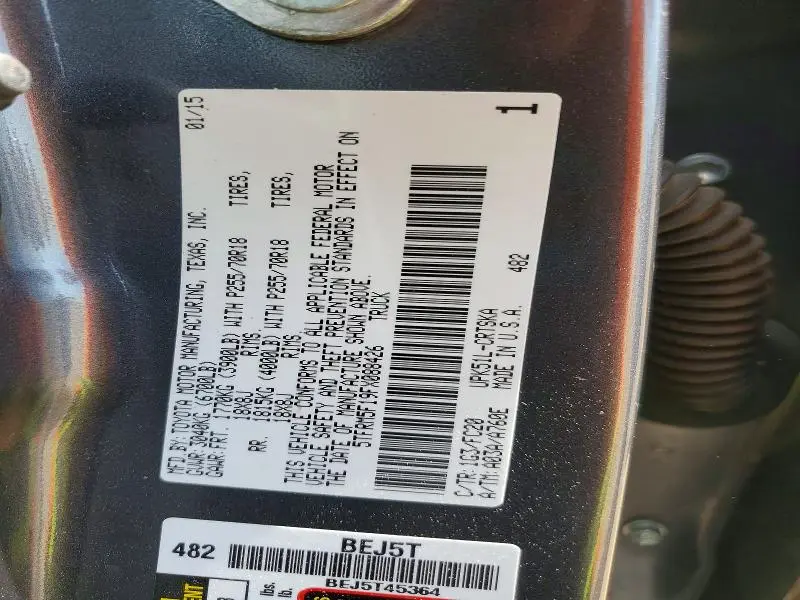 MFD BY: TOYOTA MOTOR MANUFACTURING, TEXAS, INC. 01/15
GVWR: 3040KG (6700LB)
GAWR: FRT. 1770KG (3900LB) WITH P255/70R18 TIRES,
18X8J RIMS,
RR. 1815KG (4000LB) WITH P255/70R18 TIRES,
18X8J RIMS,
THIS VEHICLE CONFORMS TO ALL APPLICABLE FEDERAL MOTOR
VEHICLE SAFETY AND THEFT PREVENTION STANDARDS IN EFFECT ON
THE DATE OF MANUFACTURE SHOWN ABOVE.
TRUCK
C/TR: 1G3/FC20 UPK51L-CRTSKA
A/TM: A03A/A760E MADE IN U.S.A. 482
1
BEJ5T
482
BEJ5T45364
lbs.
lb.